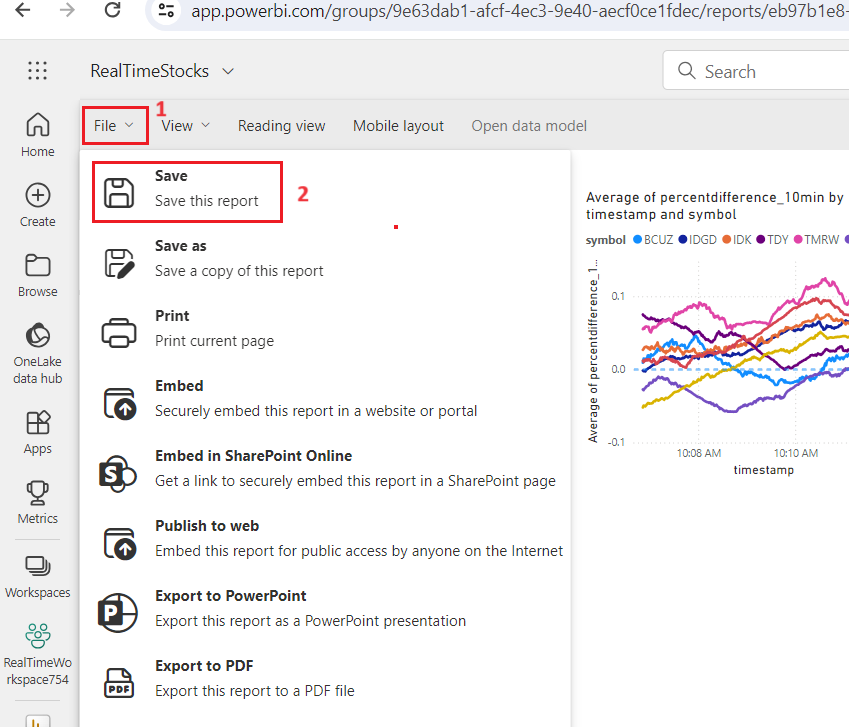 app.powerbi.com/groups/9e63dab1-afcf-4ec3-9e40-aecf0ce1fdec/reports/eb97b1e8-
RealTimeStocks
Search
File
1
View
Reading view
Mobile layout
Open data model
Home
Create
Browse
OneLake
data hub
Apps
Metrics
Workspaces
RealTimeWo
rkspace754
Save
Save this report
2
Save as
Save a copy of this report
Print
Print current page
Embed
Securely embed this report in a website or portal
Embed in SharePoint Online
Get a link to securely embed this report in a SharePoint page
Publish to web
Embed this report for public access by anyone on the Internet
Export to PowerPoint
Export this report as a PowerPoint presentation
Export to PDF
Export this report to a PDF file
Average of percentdifference_10min by
timestamp and symbol
symbol BCUZ IDGD IDK TDY TMRW
Average of percentdifference_1...
0.1
0.0
-0.1
10:08 AM 10:10 AM
timestamp